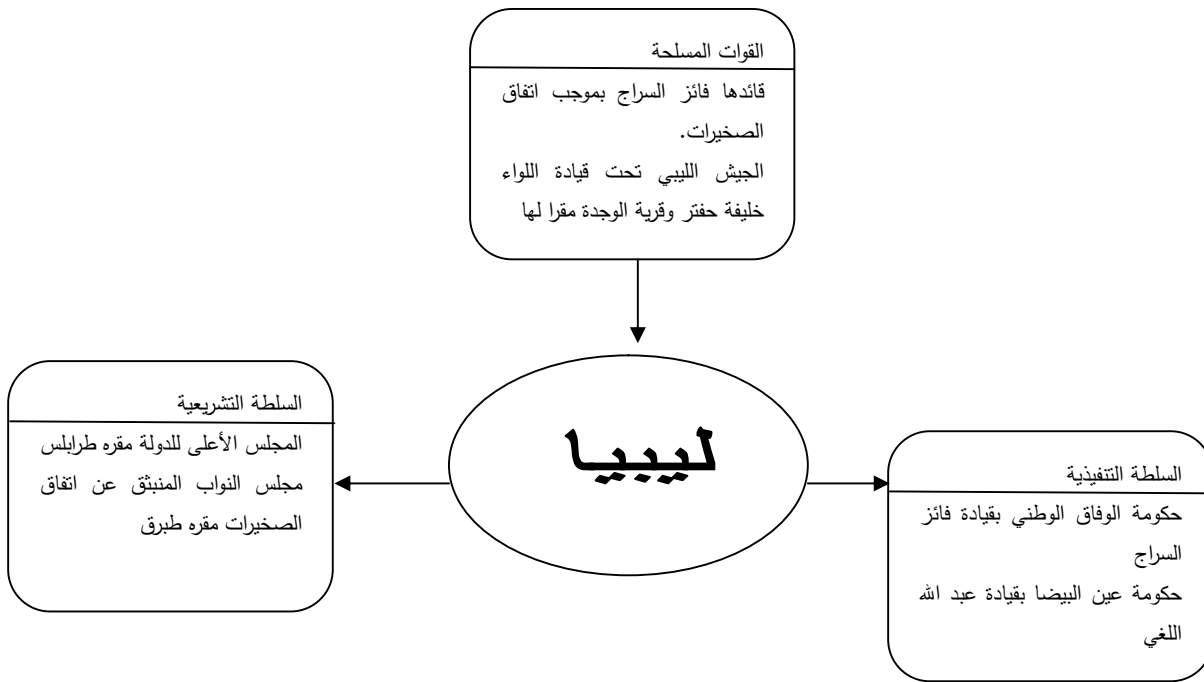 القوات المسلحة
قائدها فائز السراج بموجب اتفاق
الصخيرات.
الجيش الليبي تحت قيادة اللواء
خليفة حفتر وقرية الوجدة مقرا لها
ليبيا
السلطة التشريعية
المجلس الأعلى للدولة مقره طرابلس
مجلس النواب المنبثق عن اتفاق
الصخيرات مقره طبرق
السلطة التنفيذية
حكومة الوفاق الوطني بقيادة فائز
السراج
حكومة عين البيضا بقيادة عبد الله
اللغي